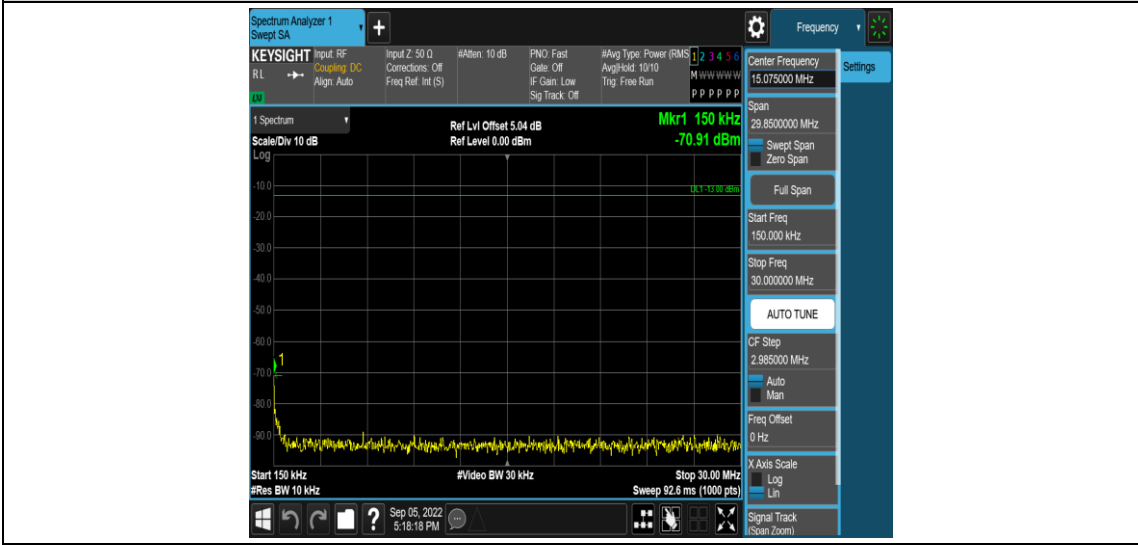 Spectrum Analyzer 1
Swept SA
+
Frequency
KEYSIGHT
RL
LM
Input: RF
Coupling: DC
Align: Auto
Input Z: 50 Ω
Corrections: Off
Freq Ref: Int (S)
#Atten: 10 dB
PNO: Fast
Gate: Off
IF Gain: Low
Sig Track: Off
#Avg Type: Power (RMS
Avg|Hold: 10/10
Trig: Free Run
1 2 3 4 5 6
M W W W W W
P P P P P P
1 Spectrum
Scale/Div 10 dB
Log
Ref Lvl Offset 5.04 dB
Ref Level 0.00 dBm
Mkr1 150 kHz
-70.91 dBm
DL1 -13.00 dBm
-10.0
-20.0
-30.0
-40.0
-50.0
-60.0
1
-70.0
-80.0
-90.0
Start 150 kHz
#Res BW 10 kHz
#Video BW 30 kHz
Stop 30.00 MHz
Sweep 92.6 ms (1000 pts)
?
Sep 05, 2022
5:18:18 PM
Center Frequency
15.075000 MHz
Settings
Span
29.8500000 MHz
Swept Span
Zero Span
Full Span
Start Freq
150.000 kHz
Stop Freq
30.000000 MHz
AUTO TUNE
CF Step
2.985000 MHz
Auto
Man
Freq Offset
0 Hz
X Axis Scale
Log
Lin
Signal Track
(Span Zoom)